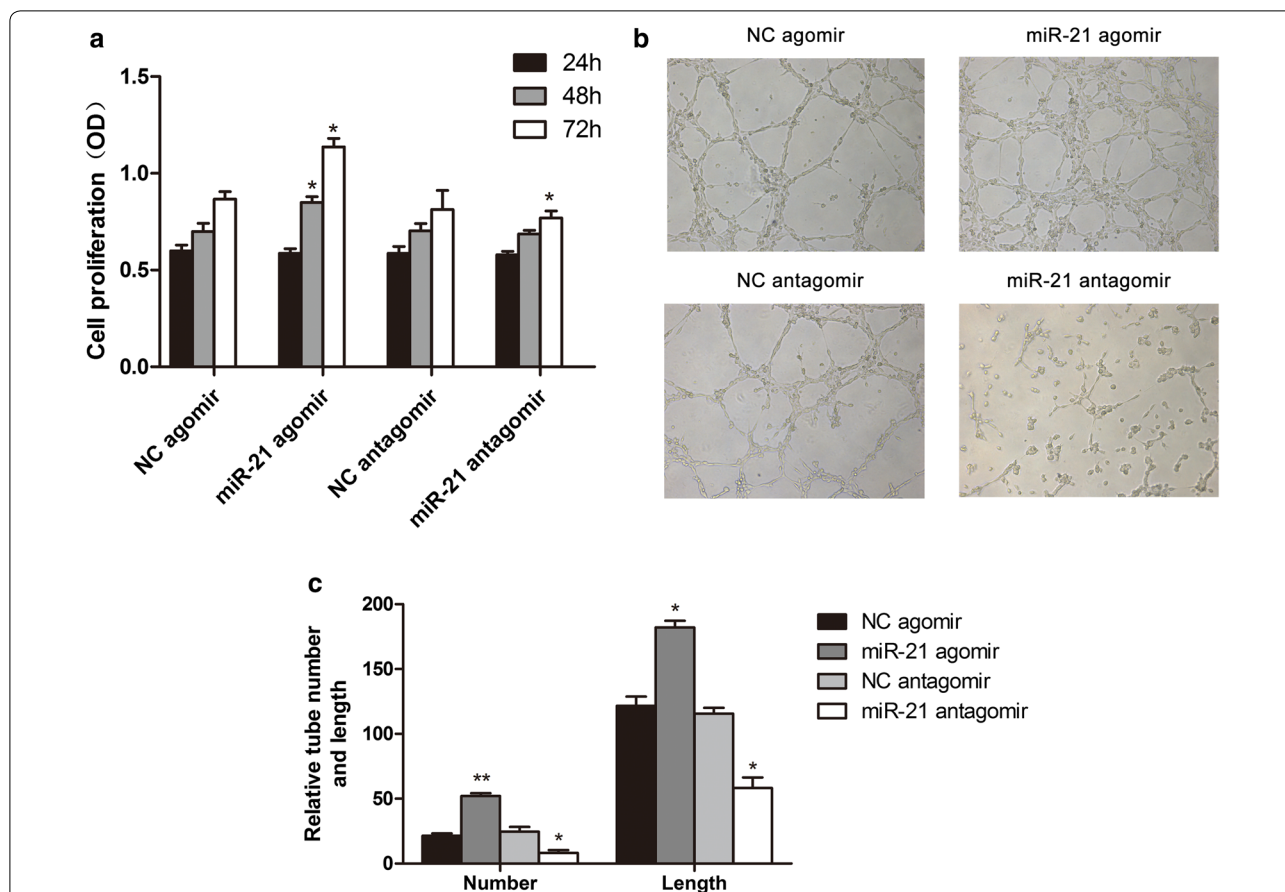 a
24h
48h
72h
Cell proliferation（OD）
1.5
1.0
0.5
0.0
*
*
*
NC agomir
miR-21 agomir
NC antagomir
miR-21 antagomir
b
NC agomir
miR-21 agomir
NC antagomir
miR-21 antagomir
c
Relative tube number
and length
200
150
100
50
0
**
*
*
*
Number
Length
NC agomir
miR-21 agomir
NC antagomir
miR-21 antagomir